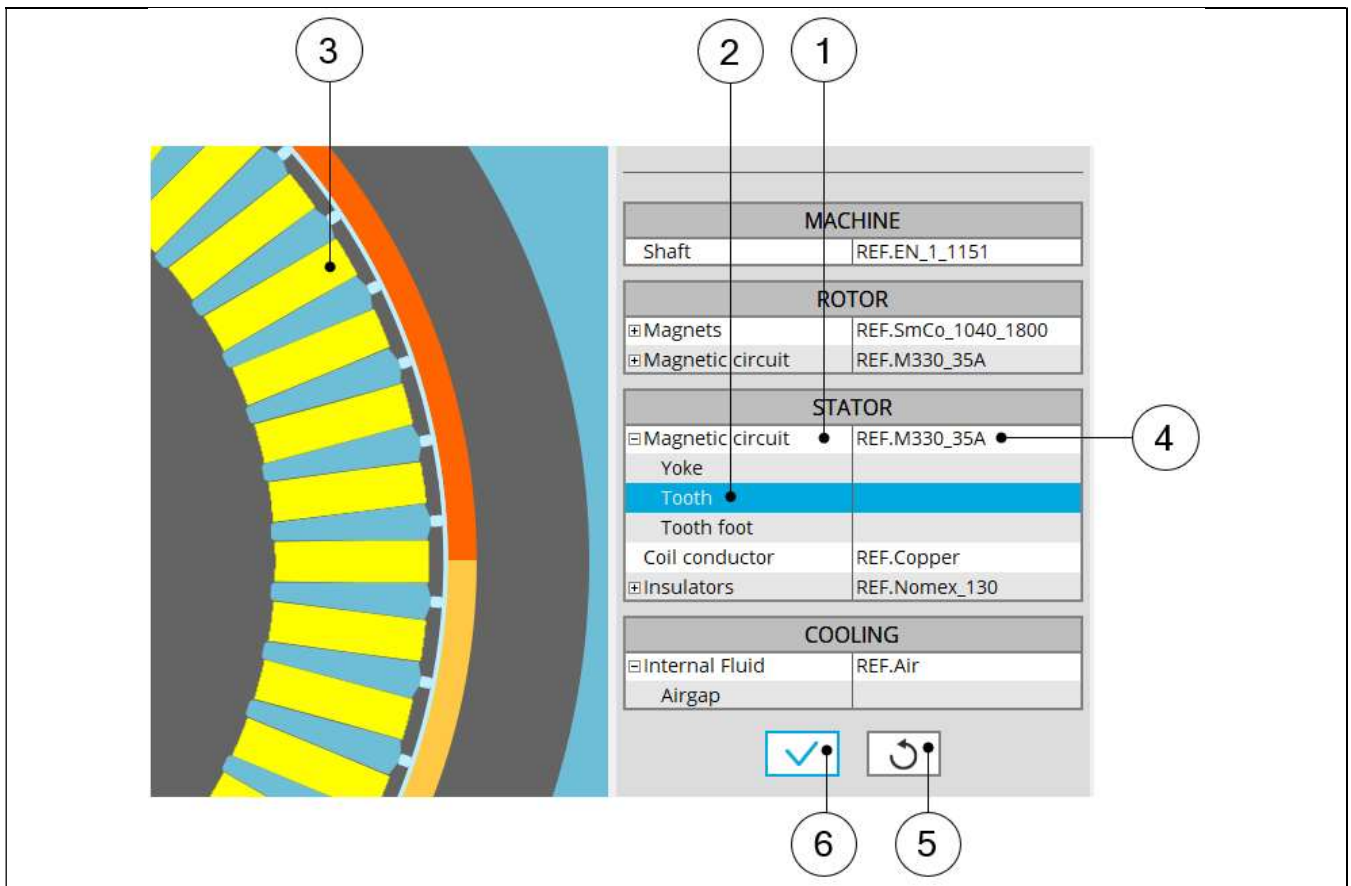 3 2 1
MACHINE
Shaft REF.EN_1_1151
ROTOR
Magnets REF.SmCo_1040_1800
Magnetic circuit REF.M330_35A
STATOR
Magnetic circuit REF.M330_35A 4
Yoke
Tooth
Tooth foot
Coil conductor REF.Copper
Insulators REF.Nomex_130
COOLING
Internal Fluid REF.Air
Airgap
6 5